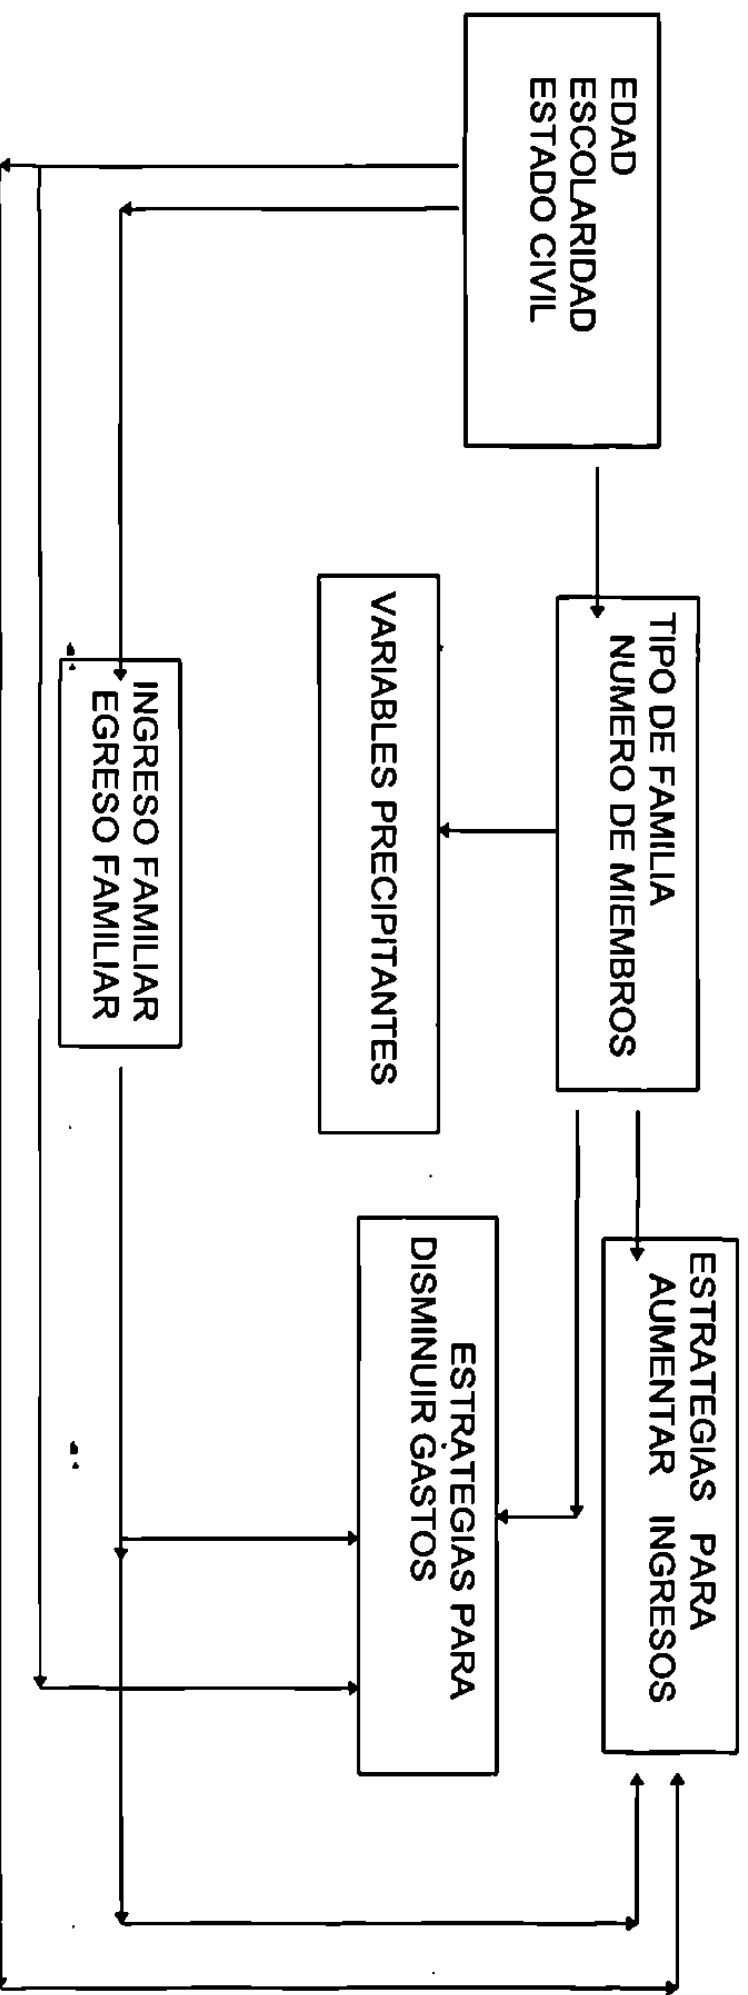 EDAD
ESCOLARIDAD
ESTADO CIVIL
TIPO DE FAMILIA
NUMERO DE MIEMBROS
ESTRATEGIAS PARA
AUMENTAR INGRESOS
VARIABLES PRECIPITANTES
ESTRATEGIAS PARA
DISMINUIR GASTOS
INGRESO FAMILIAR
EGRESO FAMILIAR